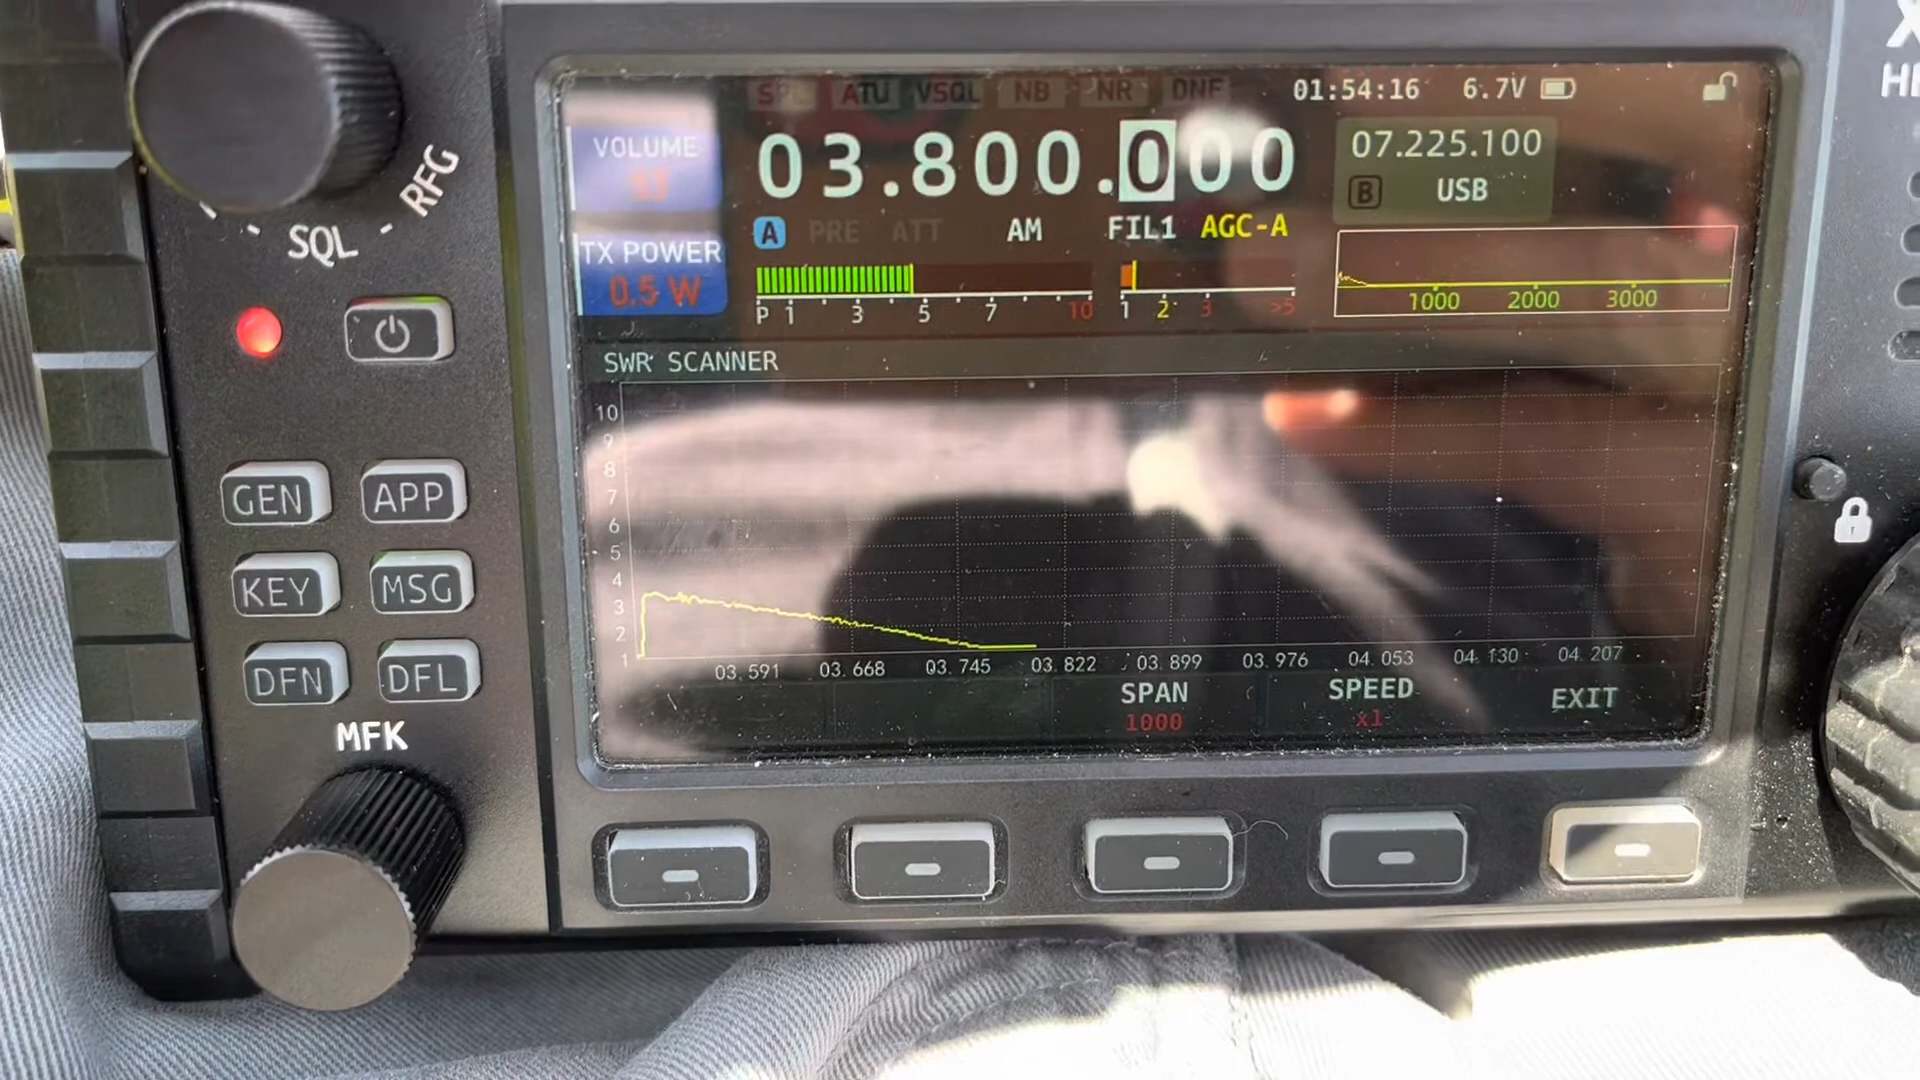 ATU VSQL NB NR DNF 01:54:16 6.7V
VOLUME
03.800.000
07.225.100
B USB
A PRE ATT AM FIL1 AGC-A
TX POWER
0.5 W
P 1 3 5 7 10
1 2 3 >5
1000 2000 3000
SWR SCANNER
10
9
8
7
6
5
4
3
2
1
03.591 03.668 03.745 03.822 03.899 03.976 04.053 04.130 04.207
SPAN
1000
SPEED
x1
EXIT
RFG
SQL
GEN APP
KEY MSG
DFN DFL
MFK